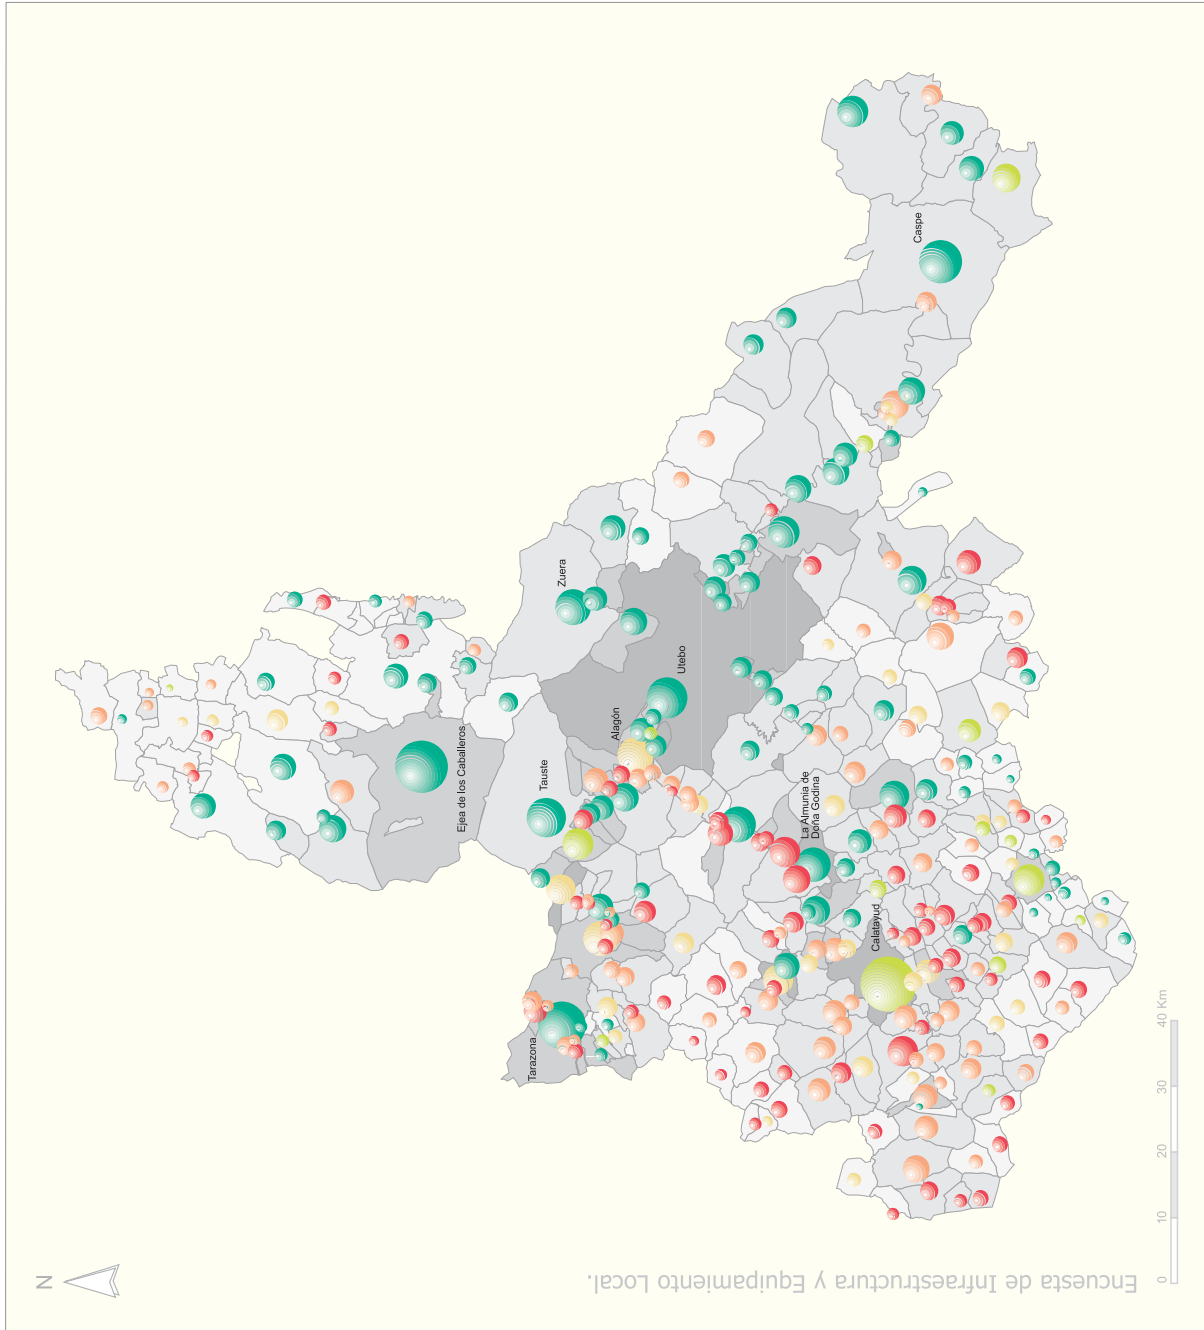 Ejea de los Caballeros
Tauste
Zuera
Utebo
Alagón
Tarazona
La Almunia de
Doña Godina
Calatayud
Caspe
N
0 10 20 30 40 Km
Encuesta de Infraestructura y Equipamiento Local.